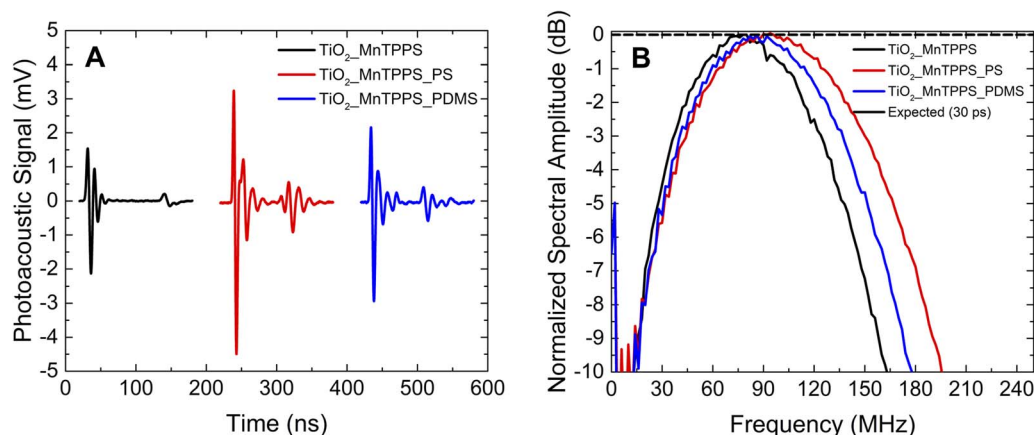 A
TiO2_MnTPPS
TiO2_MnTPPS_PS
TiO2_MnTPPS_PDMS
Photoacoustic Signal (mV)
5
4
3
2
1
0
-1
-2
-3
-4
-5
0 100 200 300 400 500 600
Time (ns)
B
TiO2_MnTPPS
TiO2_MnTPPS_PS
TiO2_MnTPPS_PDMS
Expected (30 ps)
Normalized Spectral Amplitude (dB)
0
-1
-2
-3
-4
-5
-6
-7
-8
-9
-10
0 30 60 90 120 150 180 210 240
Frequency (MHz)